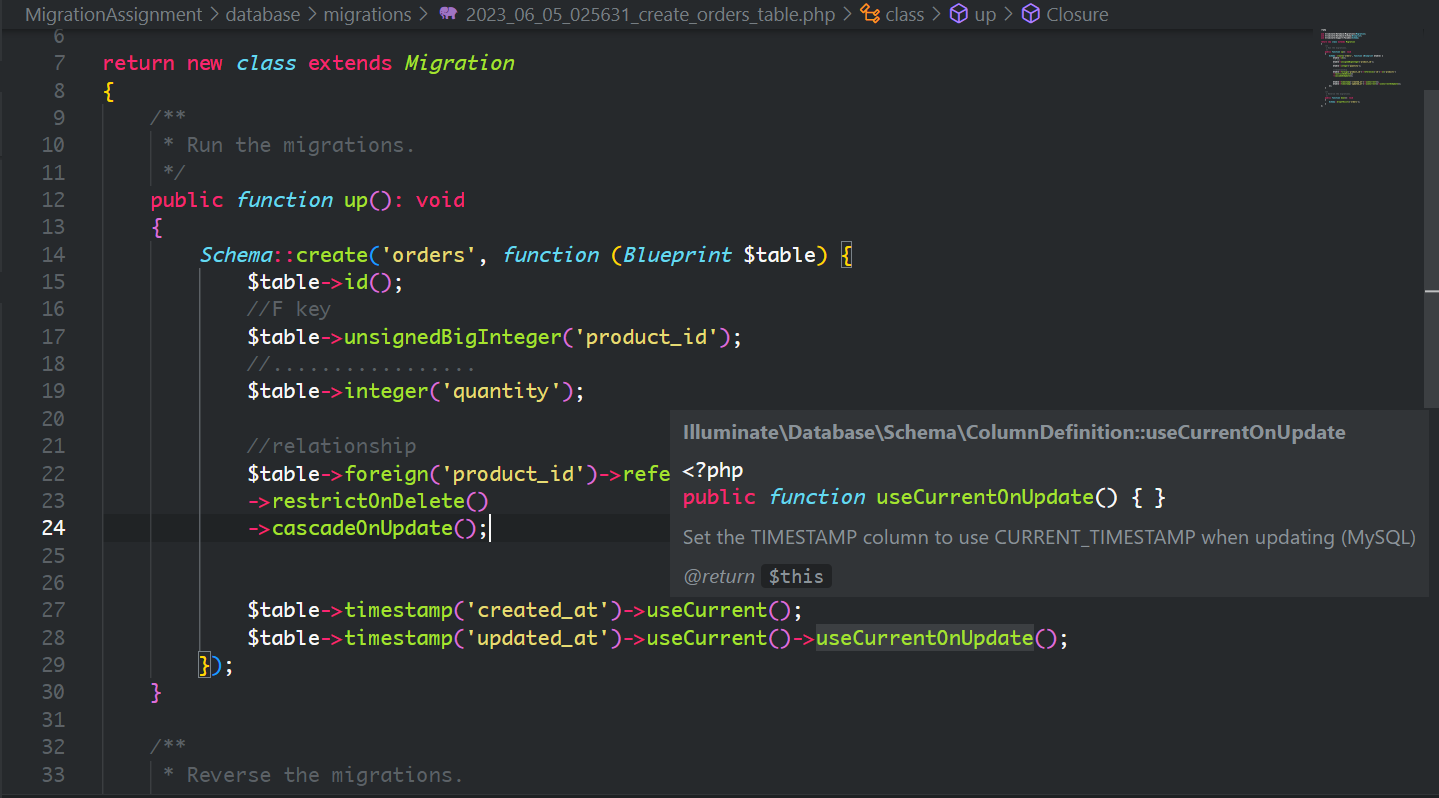 MigrationAssignment > database > migrations > 2023_06_05_025631_create_orders_table.php > class > up > Closure
6
7 return new class extends Migration
8 {
9 /**
10 * Run the migrations.
11 */
12 public function up(): void
13 {
14 Schema::create('orders', function (Blueprint $table) {
15 $table->id();
16 //F key
17 $table->unsignedBigInteger('product_id');
18 //.................
19 $table->integer('quantity');
20
21 //relationship
22 $table->foreign('product_id')->refe
23 ->restrictOnDelete()
24 ->cascadeOnUpdate();
25
26
Illuminate\Database\Schema\ColumnDefinition::useCurrentOnUpdate
<?php
public function useCurrentOnUpdate() { }
Set the TIMESTAMP column to use CURRENT_TIMESTAMP when updating (MySQL)
@return $this
27 $table->timestamp('created_at')->useCurrent();
28 $table->timestamp('updated_at')->useCurrent()->useCurrentOnUpdate();
29 });
30 }
31
32 /**
33 * Reverse the migrations.